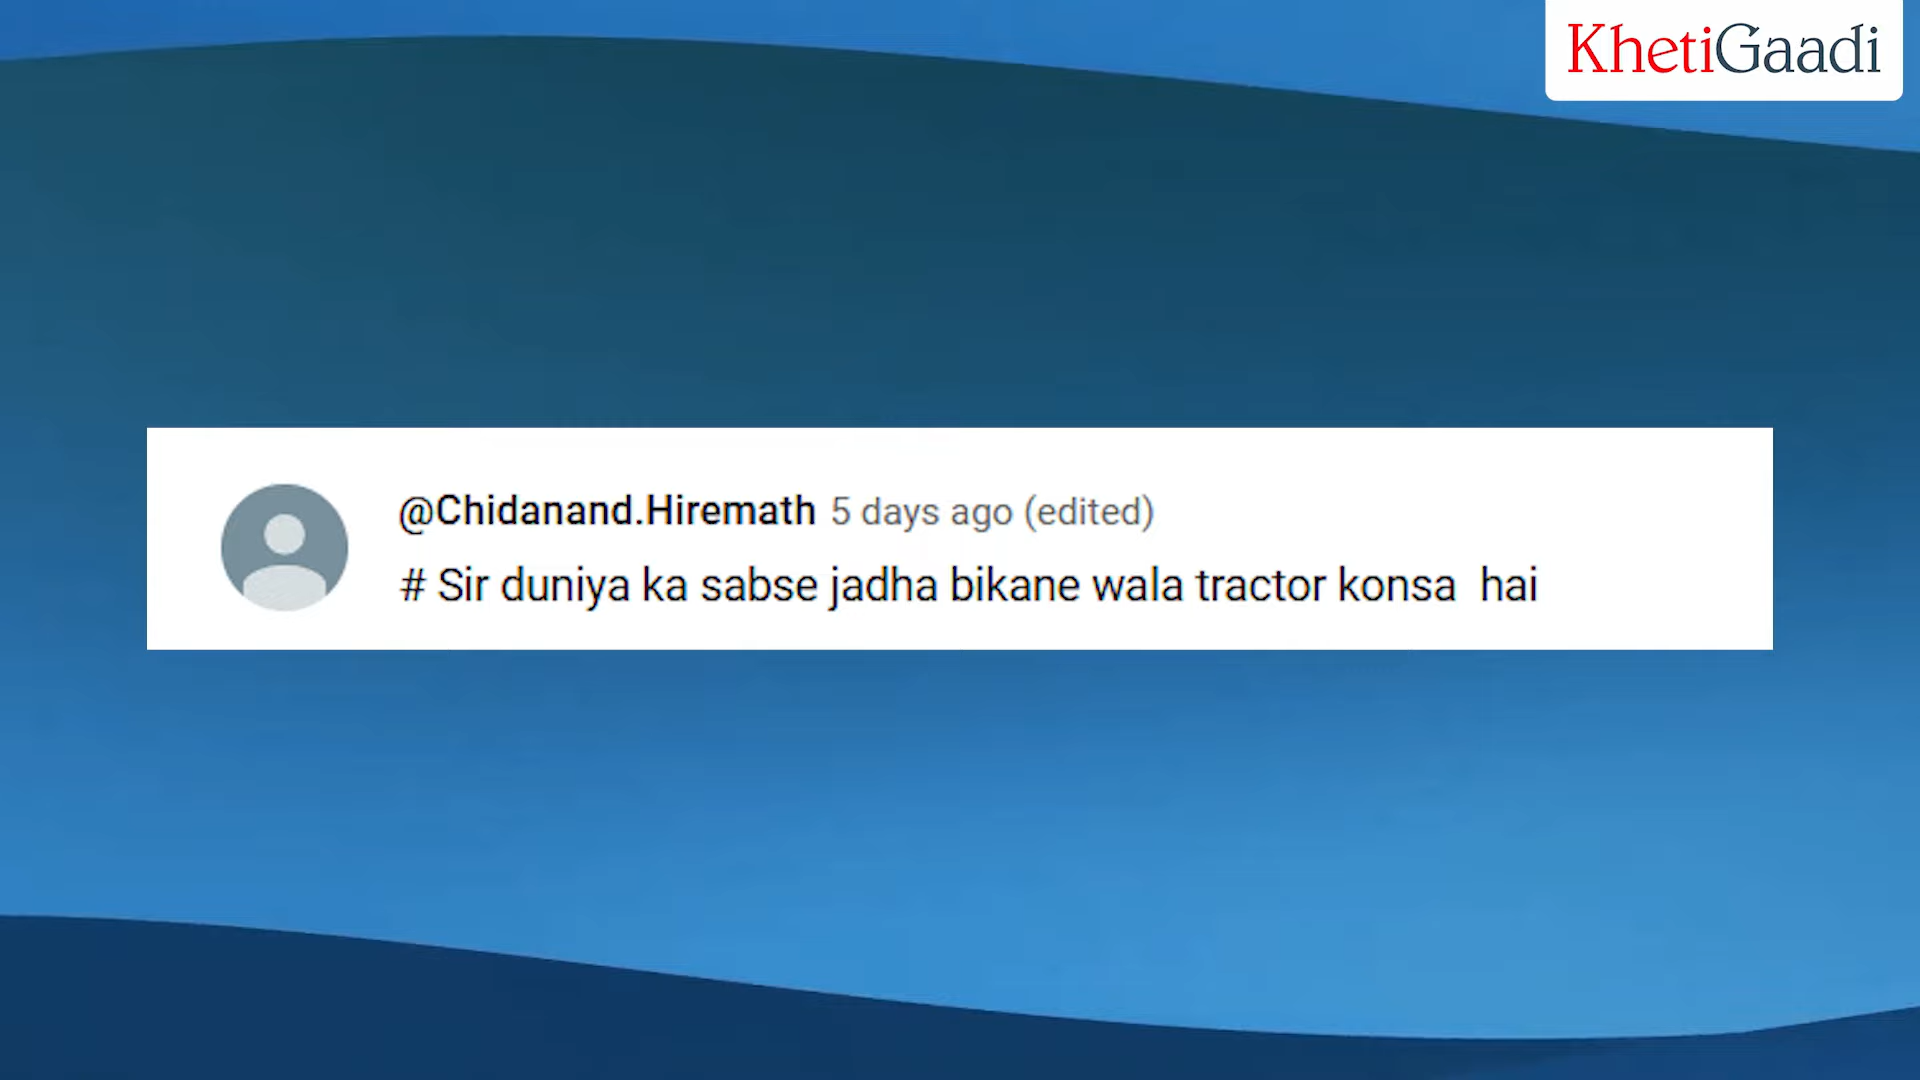 KhetiGaadi
@Chidanand.Hiremath 5 days ago (edited)
# Sir duniya ka sabse jadha bikane wala tractor konsa  hai